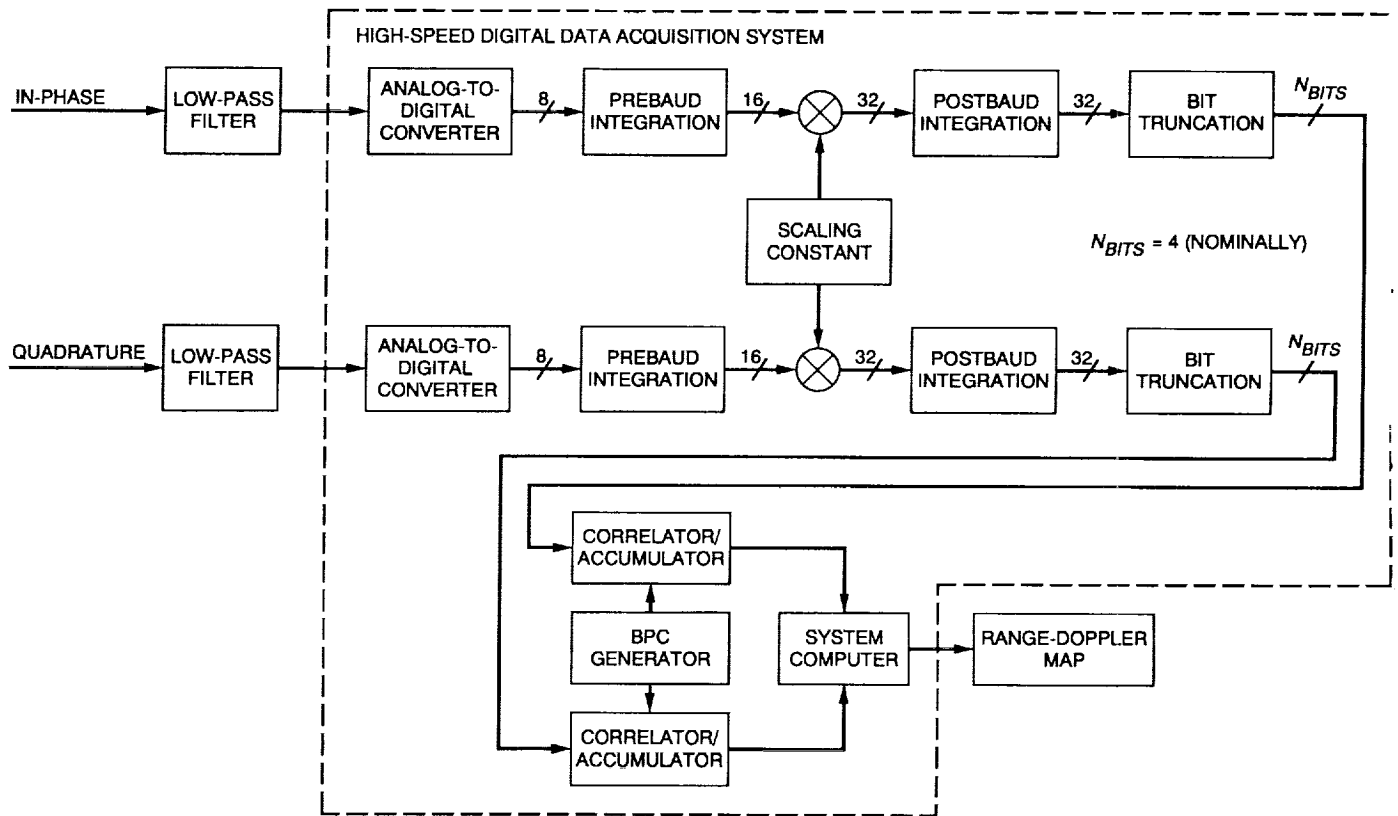 HIGH-SPEED DIGITAL DATA ACQUISITION SYSTEM
IN-PHASE
LOW-PASS
FILTER
ANALOG-TO-
DIGITAL
CONVERTER
8
PREBAUD
INTEGRATION
16
32
POSTBAUD
INTEGRATION
32
BIT
TRUNCATION
N_BITS
SCALING
CONSTANT
N_BITS = 4 (NOMINALLY)
QUADRATURE
LOW-PASS
FILTER
ANALOG-TO-
DIGITAL
CONVERTER
8
PREBAUD
INTEGRATION
16
32
POSTBAUD
INTEGRATION
32
BIT
TRUNCATION
N_BITS
CORRELATOR/
ACCUMULATOR
BPC
GENERATOR
SYSTEM
COMPUTER
RANGE-DOPPLER
MAP
CORRELATOR/
ACCUMULATOR